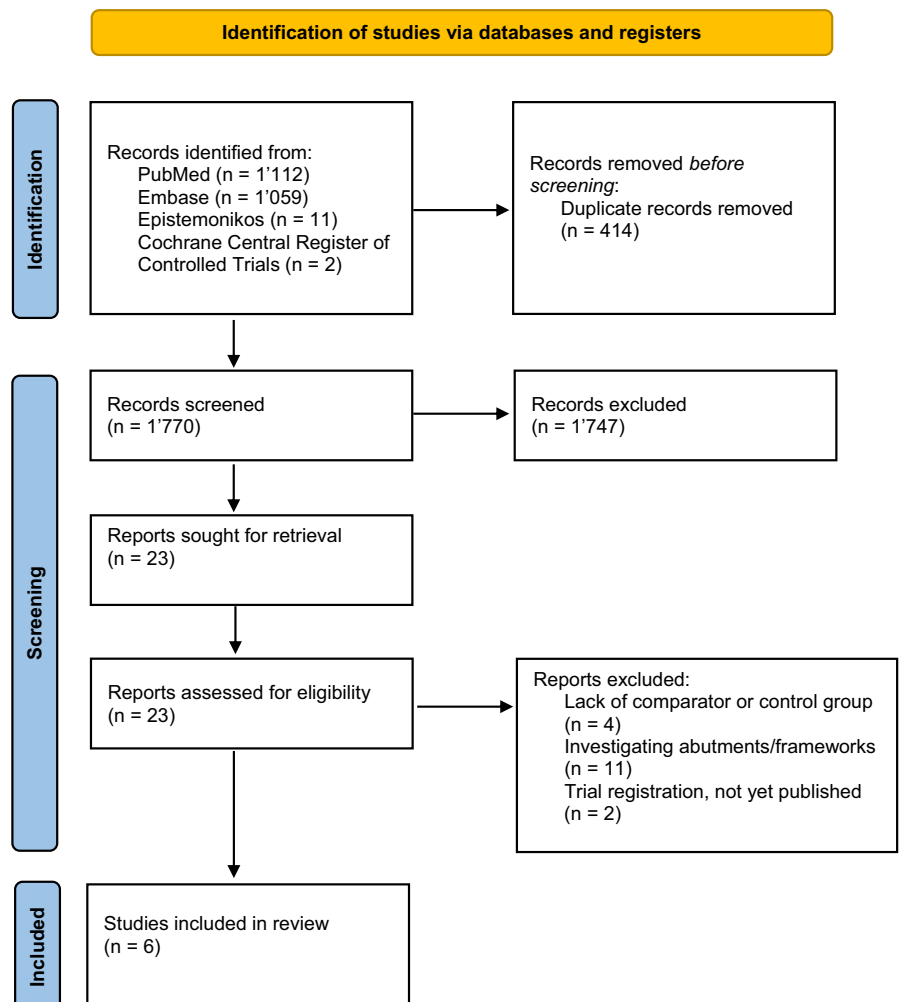 Identification of studies via databases and registers
Identification
Records identified from:
PubMed (n = 1’112)
Embase (n = 1’059)
Epistemonikos (n = 11)
Cochrane Central Register of
Controlled Trials (n = 2)
Records removed before
screening:
Duplicate records removed
(n = 414)
Screening
Records screened
(n = 1’770)
Records excluded
(n = 1’747)
Reports sought for retrieval
(n = 23)
Reports assessed for eligibility
(n = 23)
Reports excluded:
Lack of comparator or control group
(n = 4)
Investigating abutments/frameworks
(n = 11)
Trial registration, not yet published
(n = 2)
Included
Studies included in review
(n = 6)